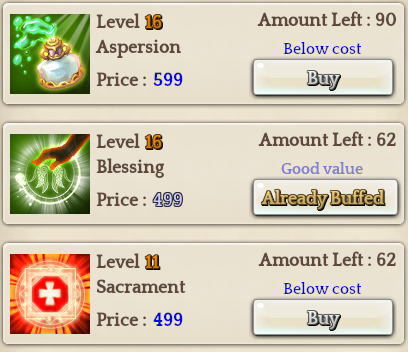 Level 16
Aspersion
Price : 599
Amount Left : 90
Below cost
Buy
Level 16
Blessing
Price : 499
Amount Left : 62
Good value
Already Buffed
Level 11
Sacrament
Price : 499
Amount Left : 62
Below cost
Buy